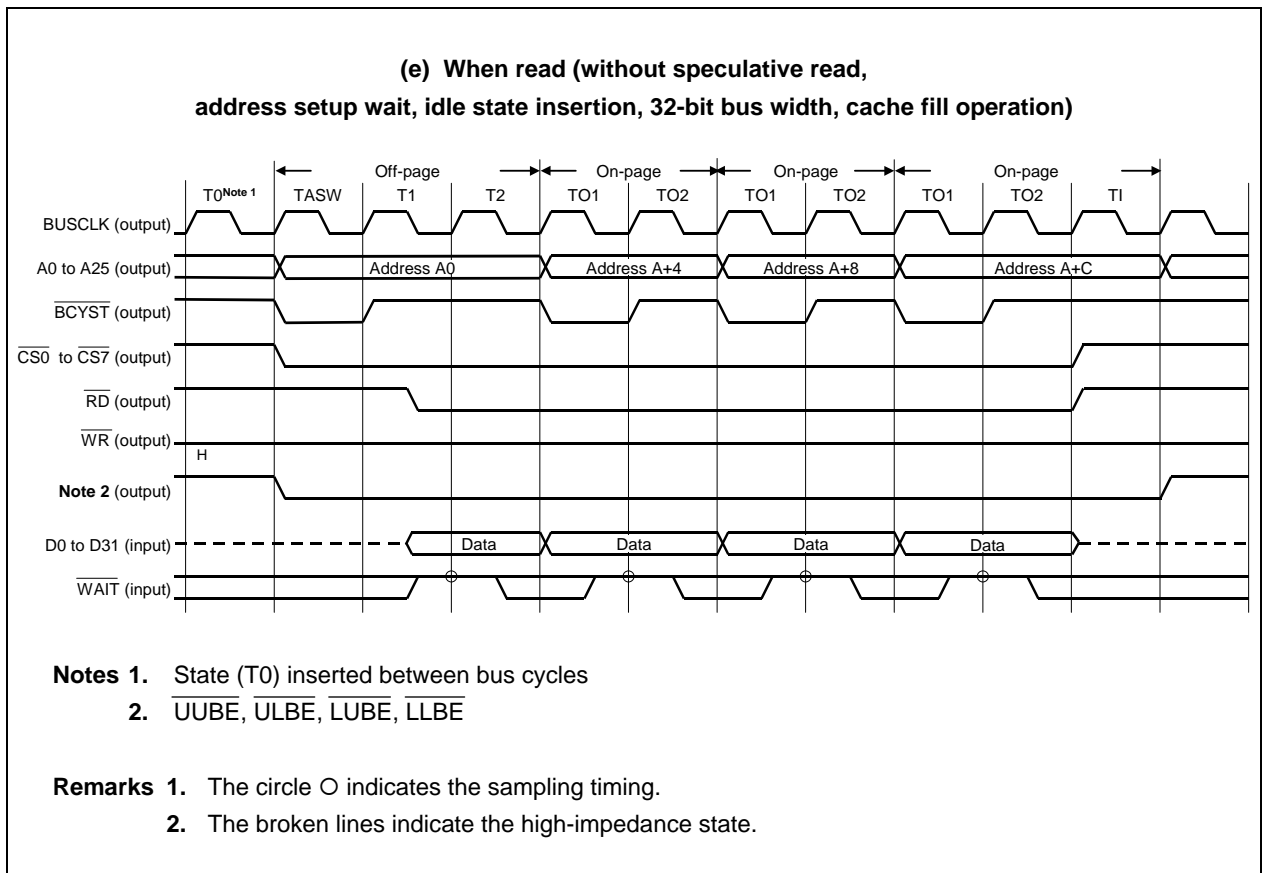 (e) When read (without speculative read,
address setup wait, idle state insertion, 32-bit bus width, cache fill operation)
Off-page On-page On-page On-page
T0Note 1 TASW T1 T2 TO1 TO2 TO1 TO2 TO1 TO2 TI
BUSCLK (output)
A0 to A25 (output) Address A0 Address A+4 Address A+8 Address A+C
BCYST (output)
CS0 to CS7 (output)
RD (output)
WR (output)
H
Note 2 (output)
D0 to D31 (input) Data Data Data Data
WAIT (input)
Notes 1. State (T0) inserted between bus cycles
2. UUBE, ULBE, LUBE, LLBE
Remarks 1. The circle O indicates the sampling timing.
2. The broken lines indicate the high-impedance state.